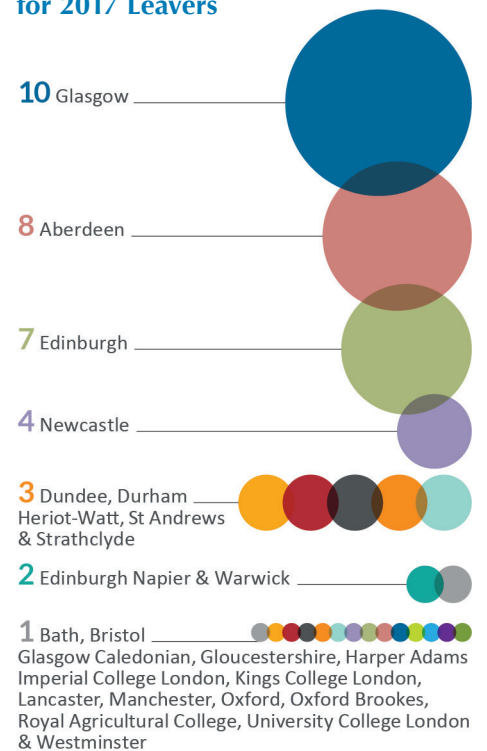 for 2017 Leavers
10 Glasgow
8 Aberdeen
7 Edinburgh
4 Newcastle
3 Dundee, Durham
Heriot-Watt, St Andrews
& Strathclyde
2 Edinburgh Napier & Warwick
1 Bath, Bristol
Glasgow Caledonian, Gloucestershire, Harper Adams
Imperial College London, Kings College London,
Lancaster, Manchester, Oxford, Oxford Brookes,
Royal Agricultural College, University College London
& Westminster